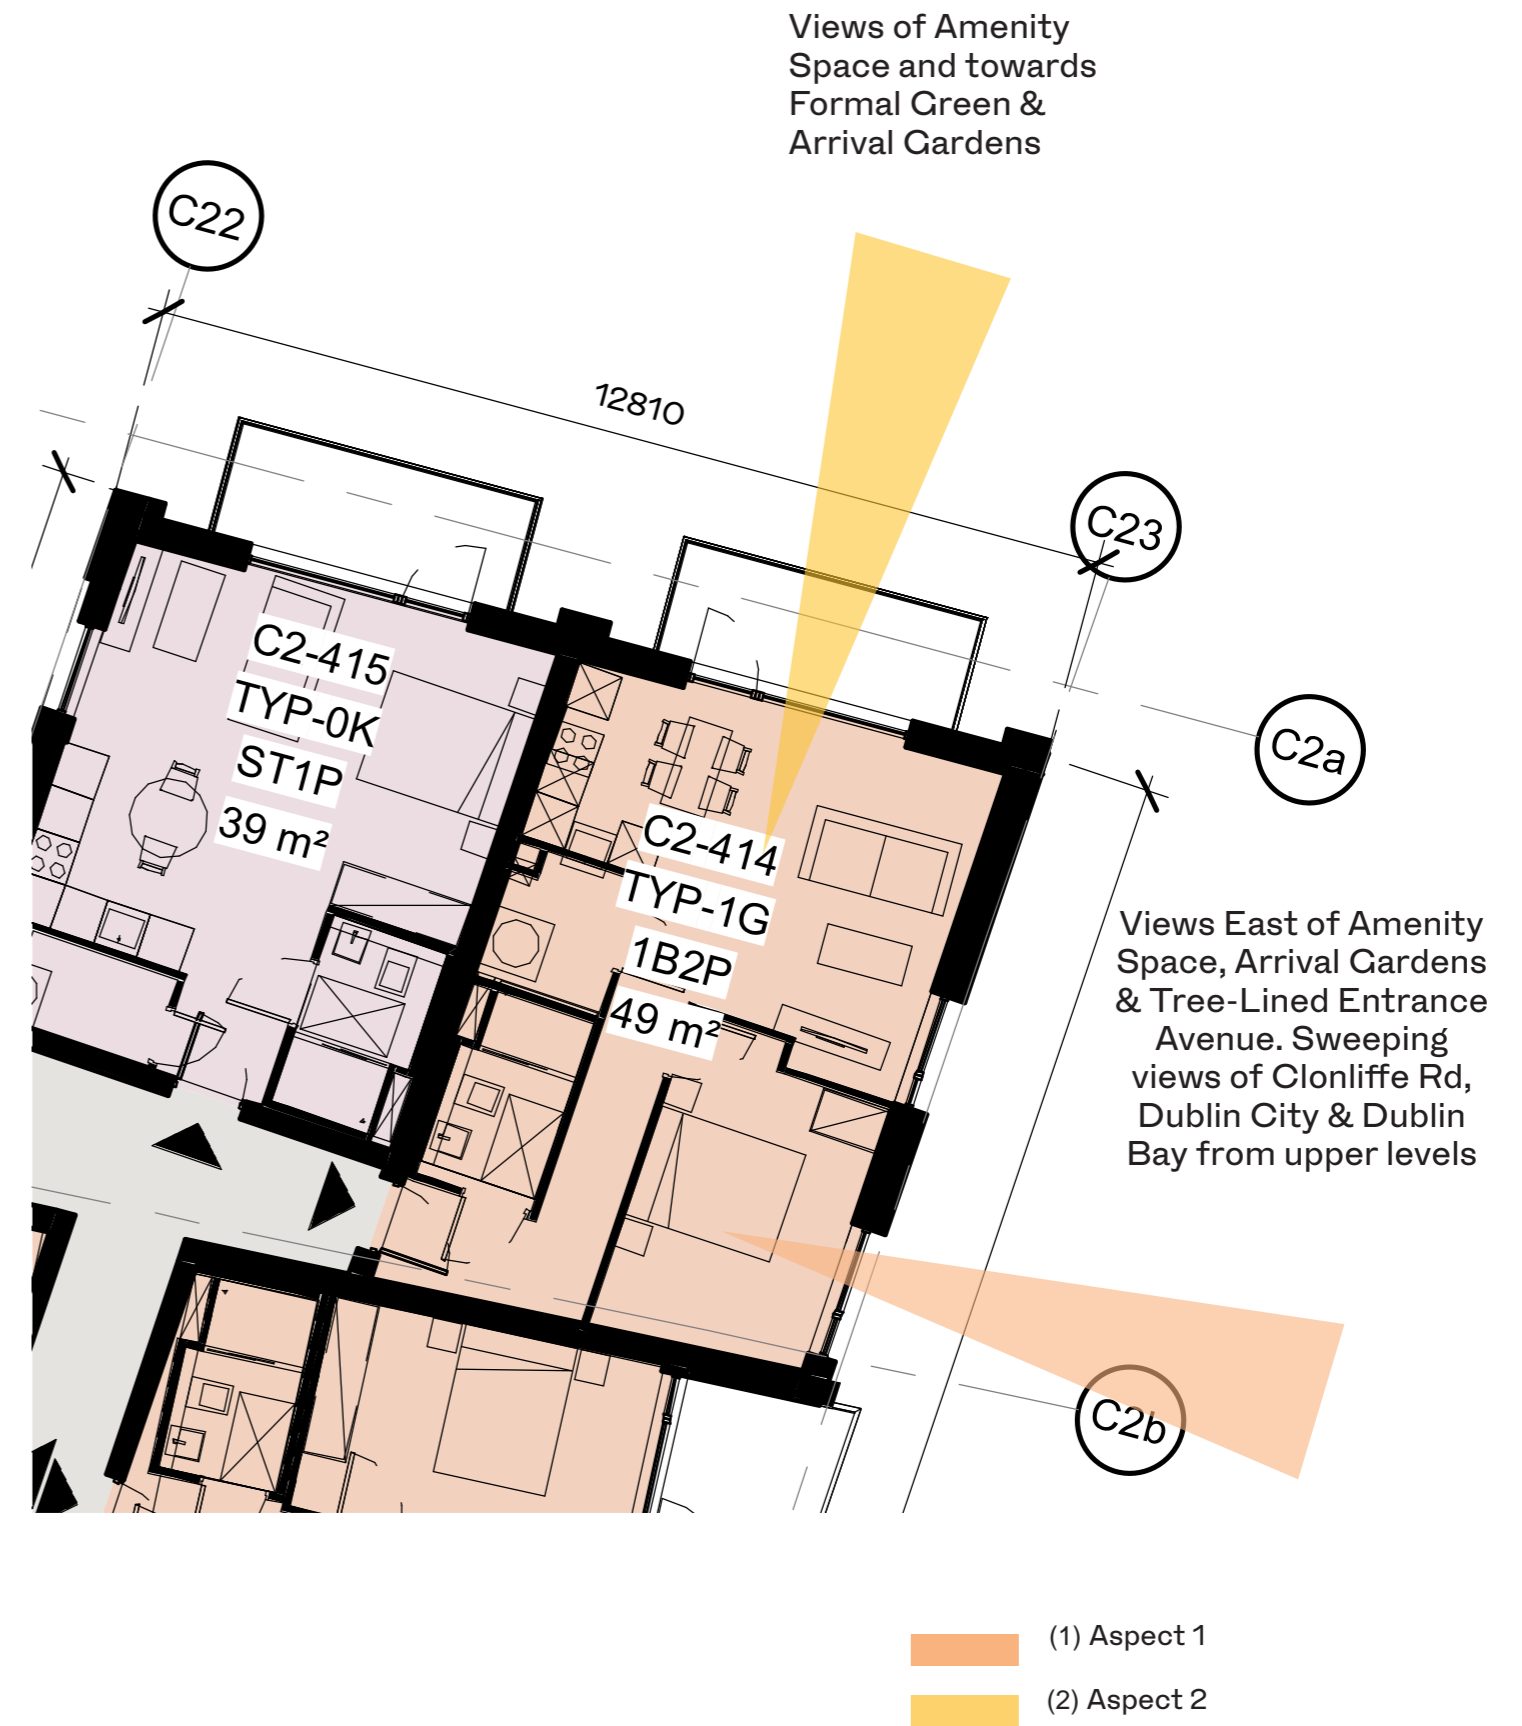 Views of Amenity
Space and towards
Formal Green &
Arrival Gardens
C22
12810
C23
C2a
C2-415
TYP-0K
ST1P
39 m²
C2-414
TYP-1G
1B2P
49 m²
Views East of Amenity
Space, Arrival Gardens
& Tree-Lined Entrance
Avenue. Sweeping
views of Clonliffe Rd,
Dublin City & Dublin
Bay from upper levels
C2b
(1) Aspect 1
(2) Aspect 2